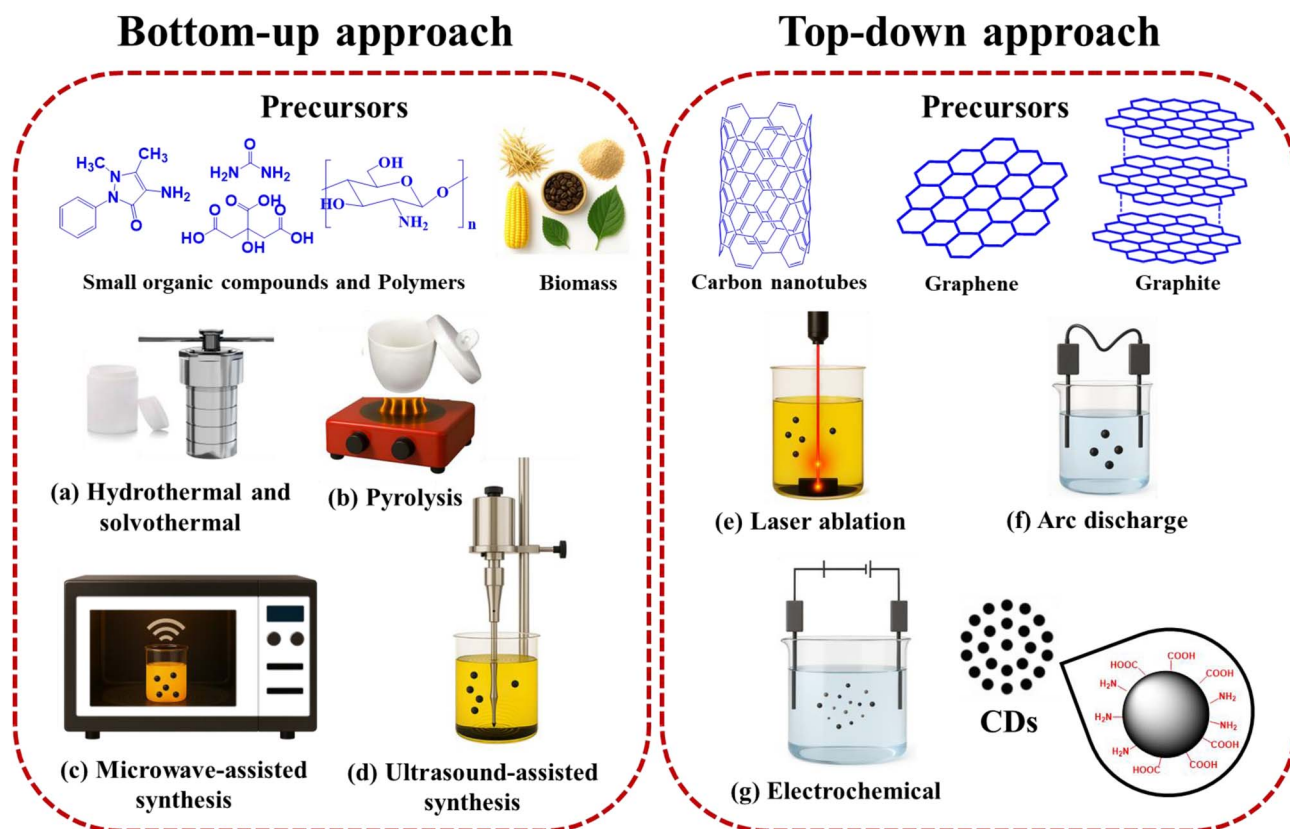 Bottom-up approach
Precursors
H₃C
CH₃
N
N
NH₂
O
O
H₂N
NH₂
O
OH
O
O
HO
OH
OH
OH
O
O
HO
NH₂
n
Small organic compounds and Polymers
Biomass
(a) Hydrothermal and
solvothermal
(b) Pyrolysis
(c) Microwave-assisted
synthesis
(d) Ultrasound-assisted
synthesis
Top-down approach
Precursors
Carbon nanotubes
Graphene
Graphite
(e) Laser ablation
(f) Arc discharge
(g) Electrochemical
CDs
COOH
HOOC
COOH
H₂N
NH₂
H₂N
NH₂
H₂N
COOH
HOOC
COOH